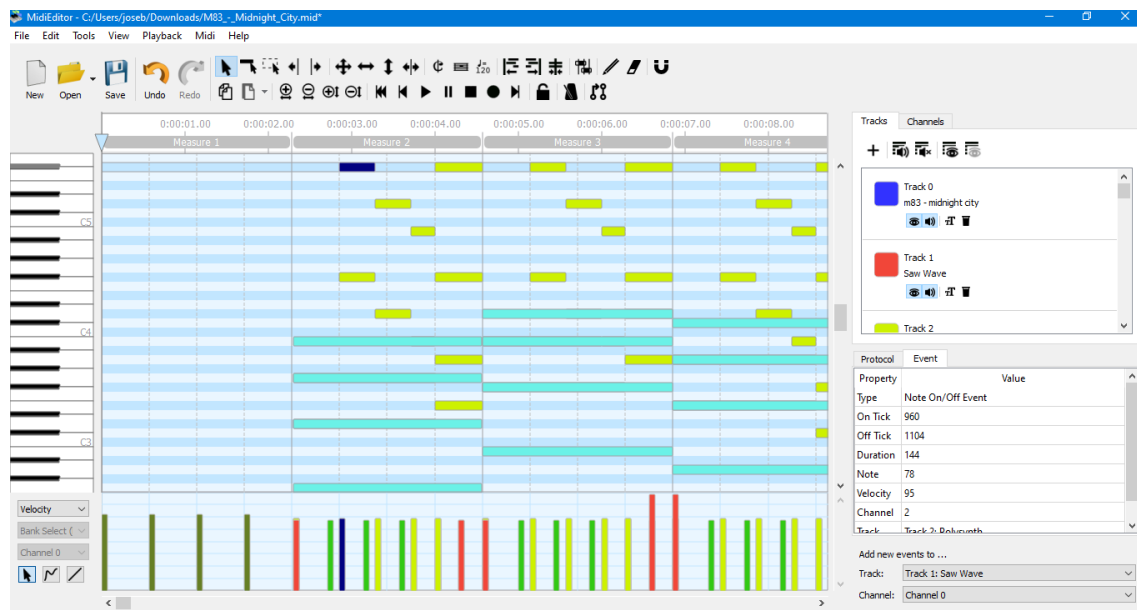 MidiEditor - C:/Users/joseb/Downloads/M83_-_Midnight_City.mid*
File Edit Tools View Playback Midi Help
New Open Save Undo Redo
120
0:00:01.00 0:00:02.00 0:00:03.00 0:00:04.00 0:00:05.00 0:00:06.00 0:00:07.00 0:00:08.00
Measure 1 Measure 2 Measure 3 Measure 4
C5
C4
C3
Velocity
Bank Select (
Channel 0
Tracks Channels
Track 0
m83 - midnight city
Track 1
Saw Wave
Track 2
Protocol Event
Property Value
Type Note On/Off Event
On Tick 960
Off Tick 1104
Duration 144
Note 78
Velocity 95
Channel 2
Track Track 2: Polysynth
Add new events to ...
Track: Track 1: Saw Wave
Channel: Channel 0